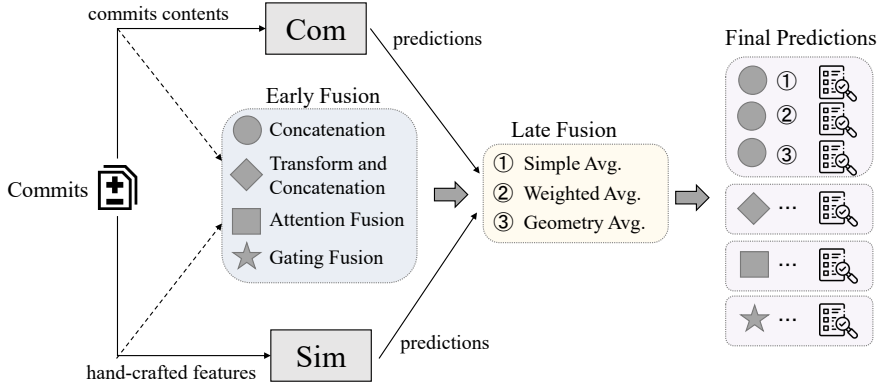 commits contents
Com
predictions
Final Predictions
①
②
③
Early Fusion
Concatenation
Transform and
Concatenation
Attention Fusion
Gating Fusion
Late Fusion
① Simple Avg.
② Weighted Avg.
③ Geometry Avg.
Commits
...
...
...
Sim
predictions
hand-crafted features